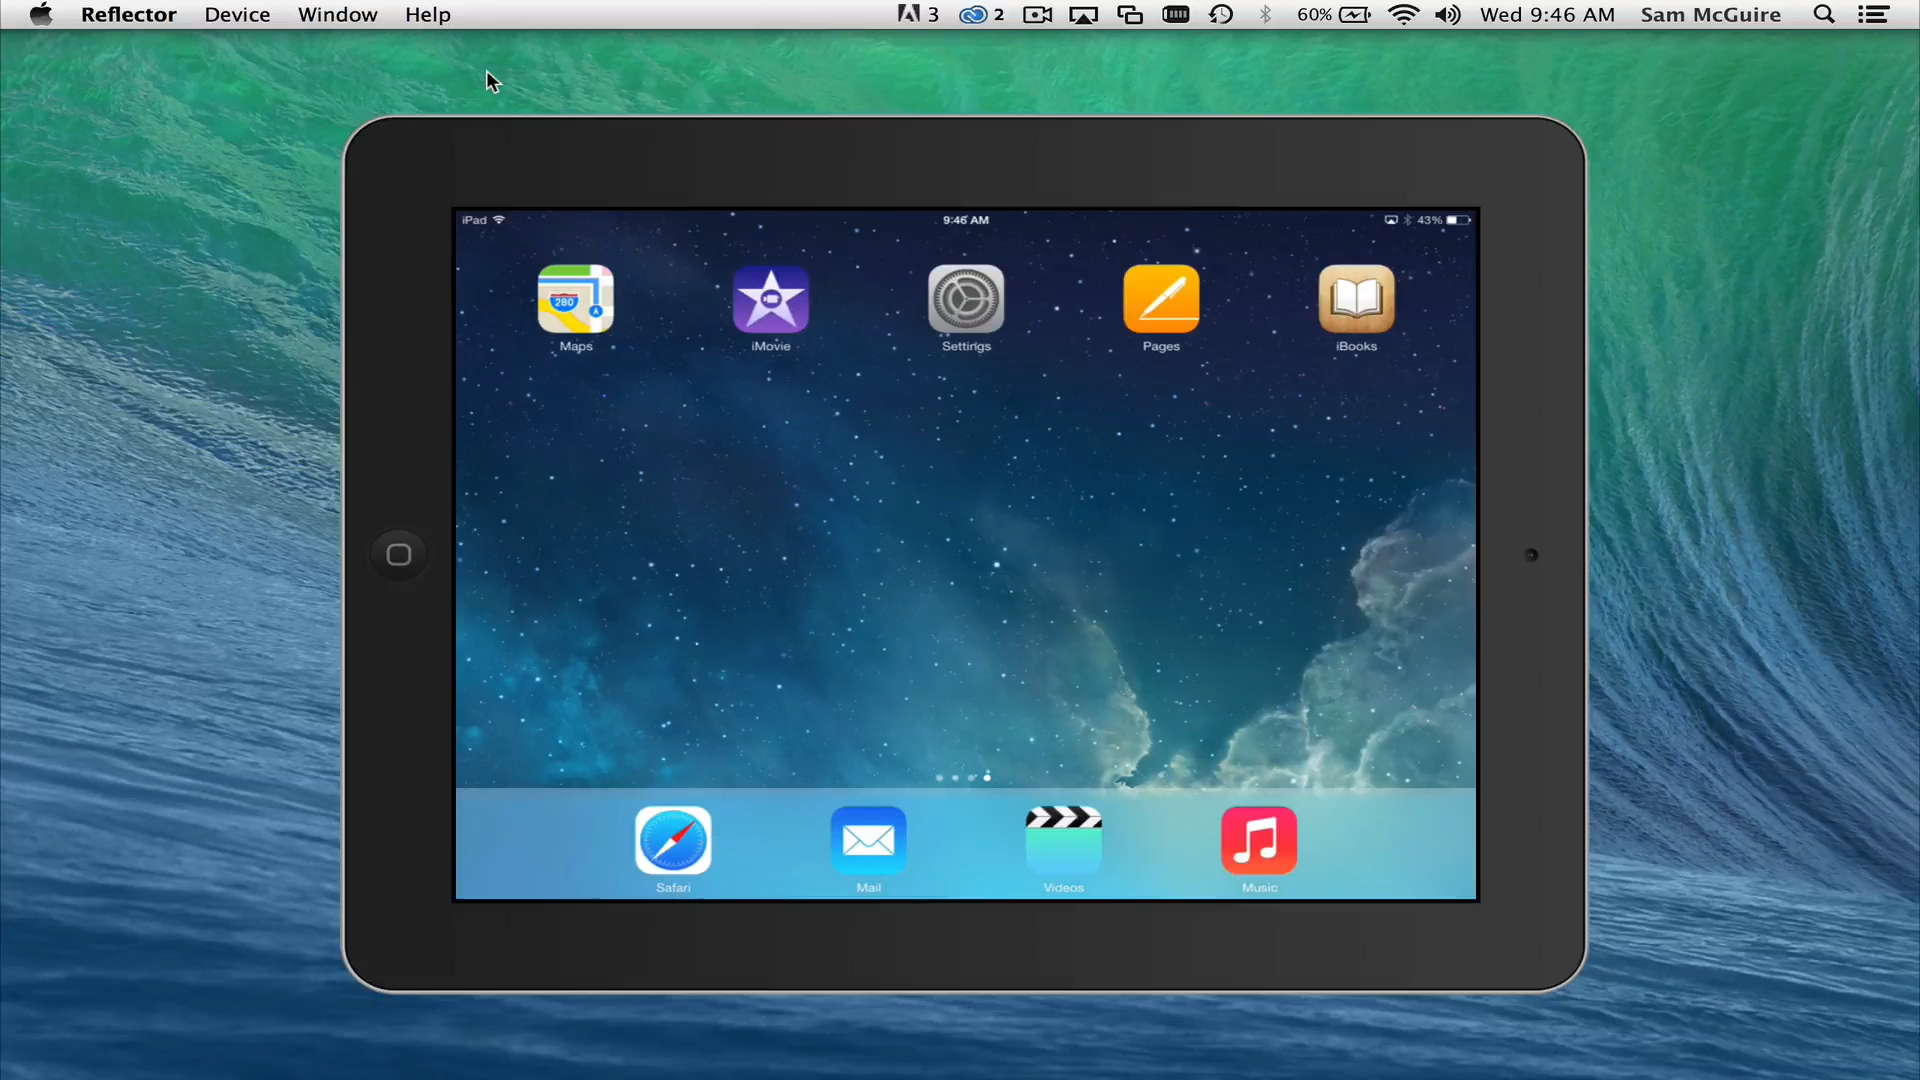 Reflector Device Window Help 3 2 60% Wed 9:46 AM Sam McGuire
iPad 9:46 AM 43%
280
Maps iMovie Settings Pages iBooks
Safari Mail Videos Music